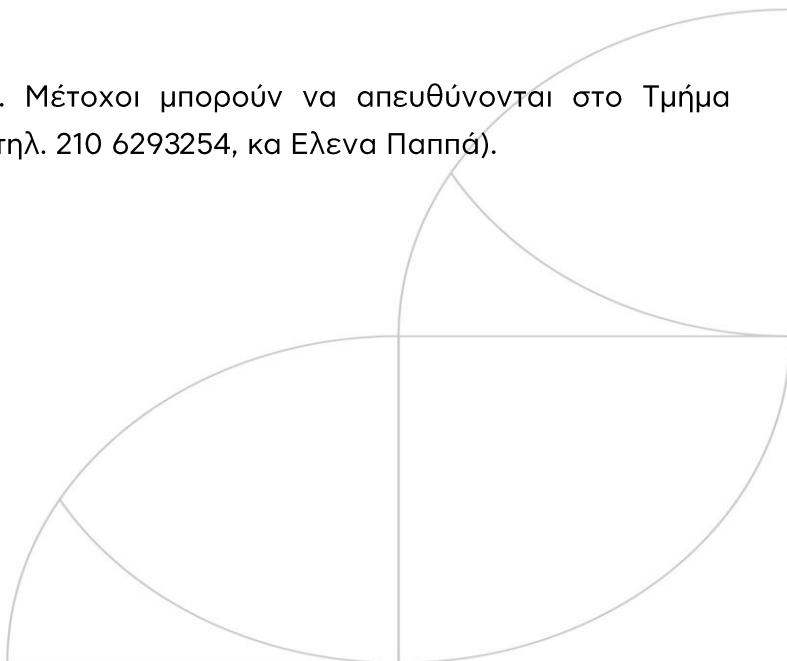 . Μέτοχοι μπορούν να απευθύνονται στο Τμήμα
τηλ. 210 6293254, κα Ελενα Παππά).